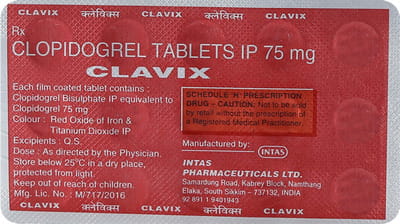 CLAVIX क्लेविक्स CLAVIX क्लेविक्स
Rx
CLOPIDOGREL TABLETS IP 75 mg
CLAVIX
Each film coated tablet contains :
Clopidogrel Bisulphate IP equivalent to
Clopidogrel 75 mg
Colour : Red Oxide of Iron &
Titanium Dioxide IP
Excipients : Q.S.
Dose : As directed by the Physician.
Store below 25°C in a dry place,
protected from light.
Keep out of reach of children.
Mfg. Lic. No. : M/717/2016
SCHEDULE 'H' PRESCRIPTION
DRUG – CAUTION: Not to be sold
by retail without the prescription of
a Registered Medical Practitioner.
Manufactured by:
INTAS
INTAS
PHARMACEUTICALS LTD.
Samardung Road, Kabrey Block, Namthang
Elaka, South Sikkim – 737132, INDIA
92 891 1 9401943
CLAVIX क्लेविक्स CLAVIX क्लेविक्स